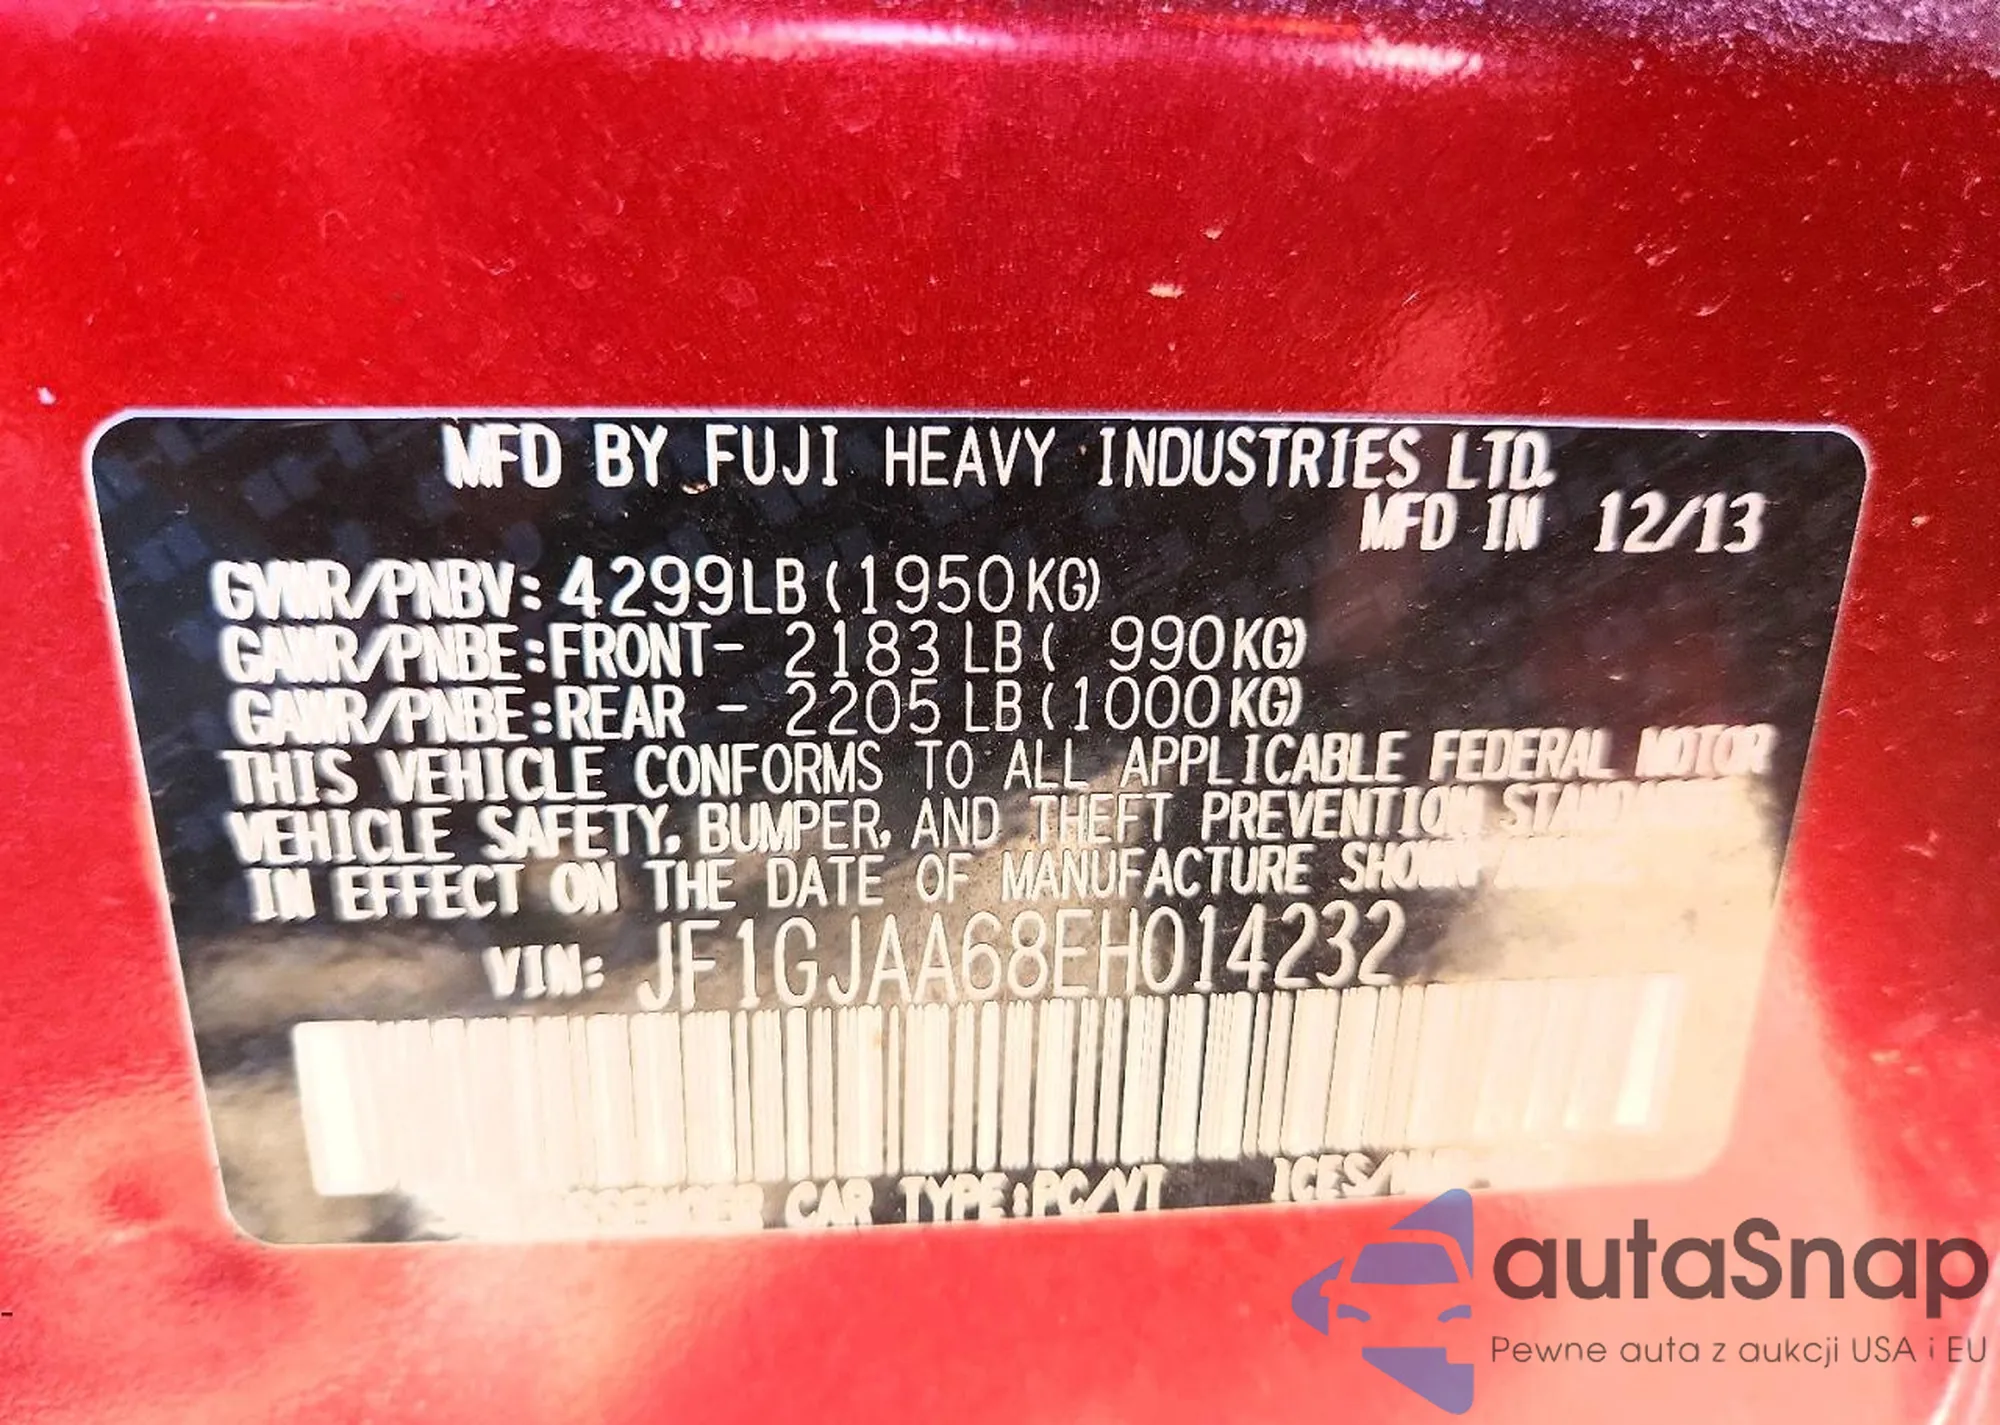 MFD BY FUJI HEAVY INDUSTRIES LTD.
MFD IN 12/13
GVWR/PNBV: 4299LB (1950KG)
GAWR/PNBE:FRONT- 2183 LB ( 990KG)
GAWR/PNBE:REAR - 2205 LB (1000KG)
THIS VEHICLE CONFORMS TO ALL APPLICABLE FEDERAL MOTOR
VEHICLE SAFETY, BUMPER, AND THEFT PREVENTION
IN EFFECT ON THE DATE OF MANUFACTURE SHOWN
VIN: JF1GJAA68EH014232
CAR TYPE:PC/VT
autaSnap
Pewne auta z aukcji USA i EU